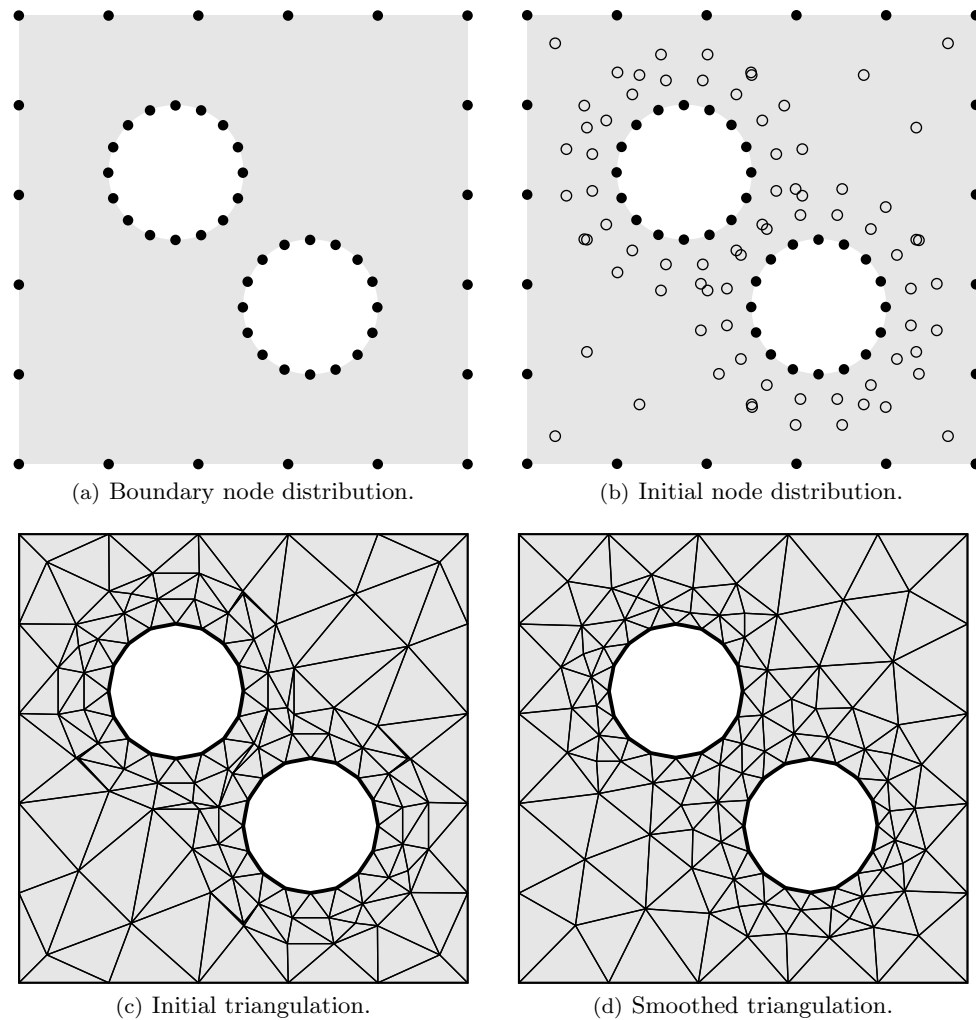 (a) Boundary node distribution.
(b) Initial node distribution.
(c) Initial triangulation.
(d) Smoothed triangulation.